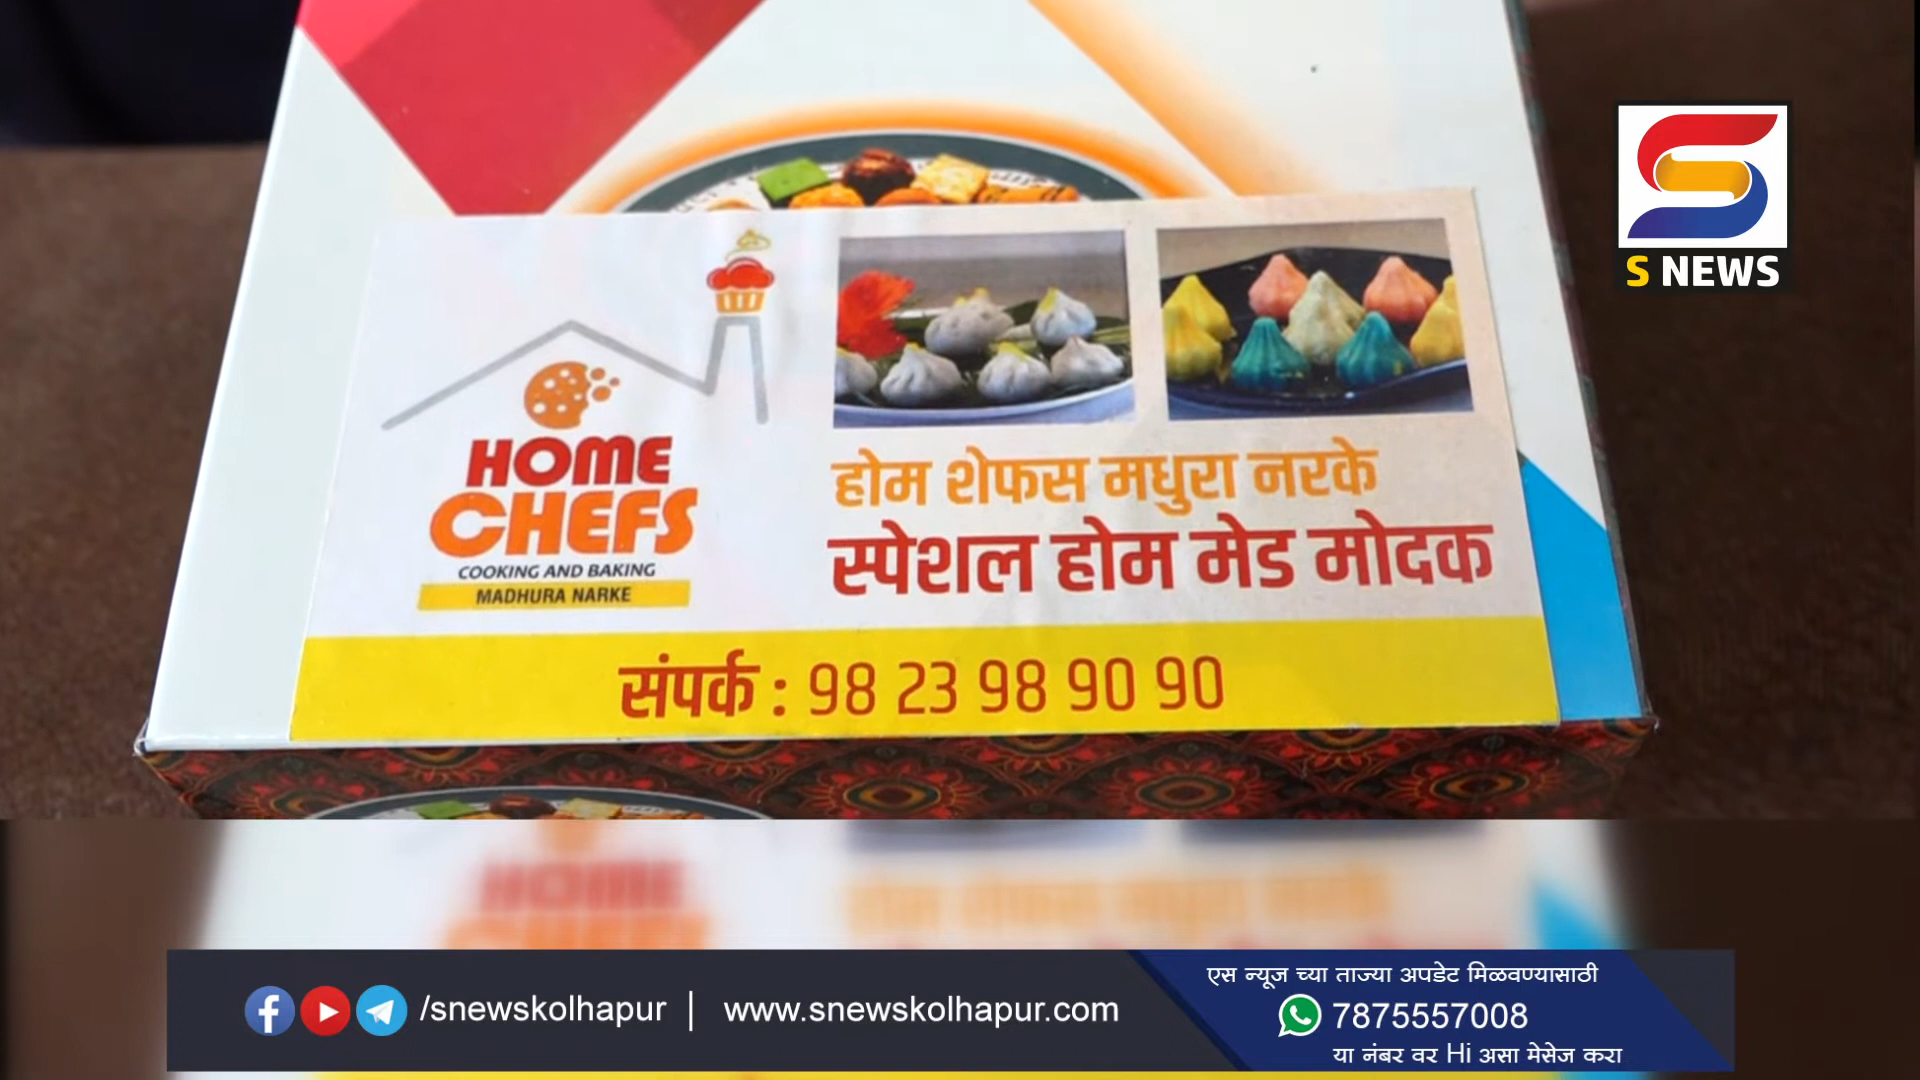 S NEWS
HOME
CHEFS
COOKING AND BAKING
MADHURA NARKE
होम शेफस मधुरा नरके
स्पेशल होम मेड मोदक
संपर्क : 98 23 98 90 90
/snewskolhapur | www.snewskolhapur.com
एस न्यूज च्या ताज्या अपडेट मिळवण्यासाठी
7875557008
या नंबर वर Hi असा मेसेज करा